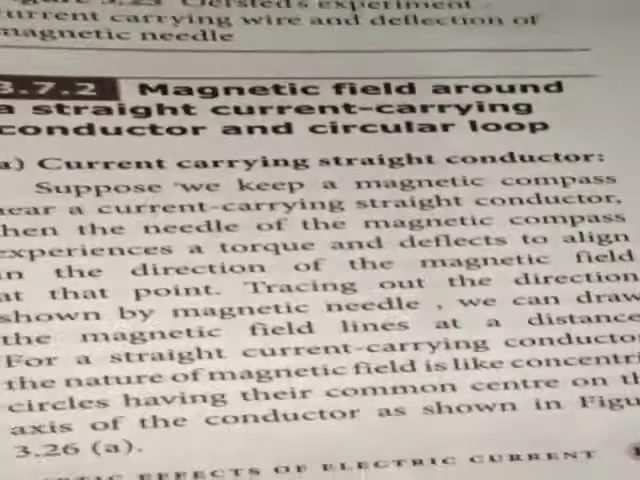 Oersted's experiment -
current carrying wire and deflection of
magnetic needle
3.7.2 Magnetic field around
a straight current-carrying
conductor and circular loop
a) Current carrying straight conductor:
Suppose we keep a magnetic compass
near a current-carrying straight conductor,
then the needle of the magnetic compass
experiences a torque and deflects to align
in the direction of the magnetic field
at that point. Tracing out the direction
shown by magnetic needle , we can draw
the magnetic field lines at a distance
For a straight current-carrying conducto
the nature of magnetic field is like concentri
circles having their common centre on th
axis of the conductor as shown in Figu
3.26 (a).
EFFECTS OF ELECTRIC CURRENT